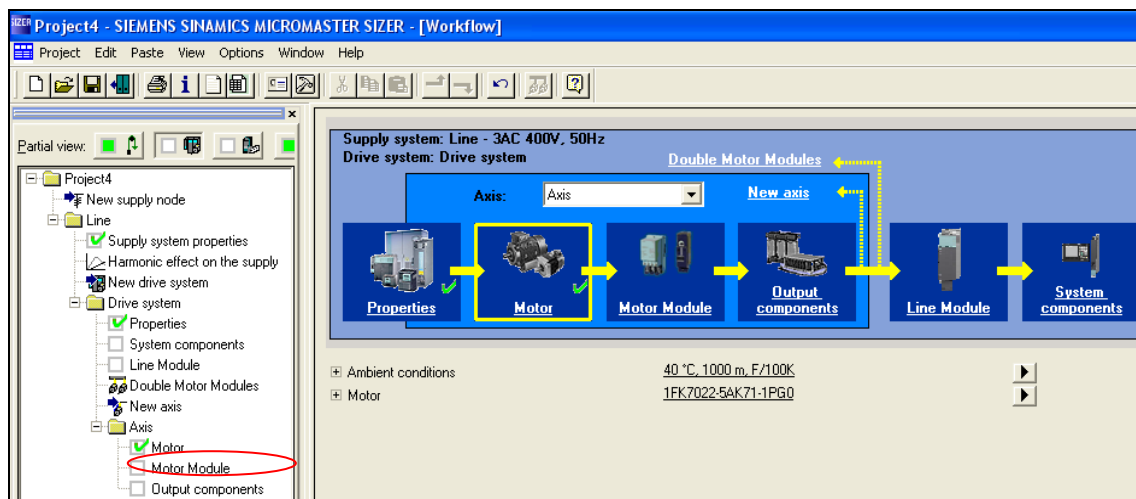 SIZER Project4 - SIEMENS SINAMICS MICROMASTER SIZER - [Workflow]
Project Edit Paste View Options Window Help
Partial view:
Project4
New supply node
Line
Supply system properties
Harmonic effect on the supply
New drive system
Drive system
Properties
System components
Line Module
Double Motor Modules
New axis
Axis
Motor
Motor Module
Output components
Supply system: Line - 3AC 400V, 50Hz
Drive system: Drive system
Double Motor Modules
Axis: Axis New axis
Properties
Motor
Motor Module
Output
components
Line Module
System
components
Ambient conditions 40 °C, 1000 m, F/100K
Motor 1FK7022-5AK71-1PG0